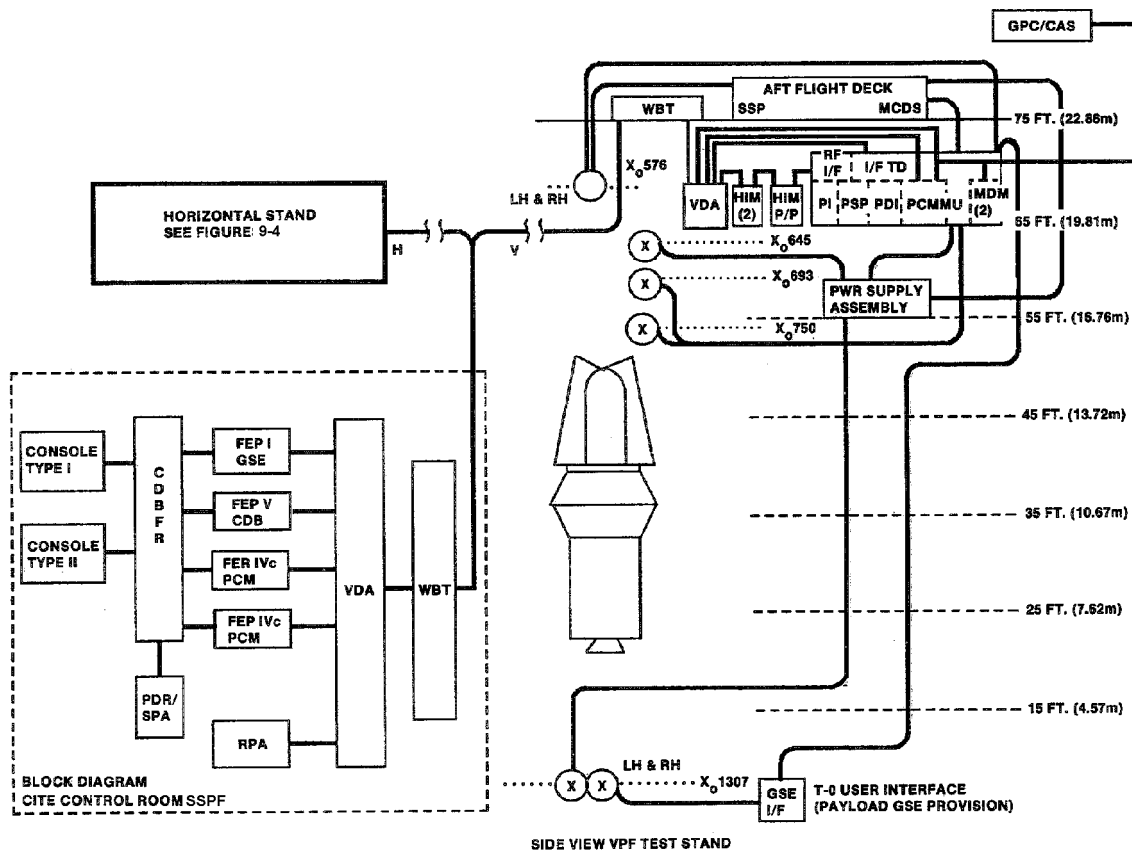 GPC/CAS
AFT FLIGHT DECK
SSP MCDS
WBT
75 FT. (22.86m)
RF
I/F
I/F TD
Xo576
LH & RH
VDA
HIM
(2)
HIM
P/P
PI
PSP
PDI
PCMMU
MDM
(2)
65 FT. (19.81m)
HORIZONTAL STAND
SEE FIGURE 9-4
H
V
X
Xo645
X
Xo693
PWR SUPPLY
ASSEMBLY
55 FT. (16.76m)
X
Xo750
45 FT. (13.72m)
35 FT. (10.67m)
25 FT. (7.62m)
15 FT. (4.57m)
CONSOLE
TYPE I
CONSOLE
TYPE II
CDBFR
FEP I
GSE
FEP V
CDB
FER IVc
PCM
FEP IVc
PCM
VDA
WBT
PDR/
SPA
RPA
BLOCK DIAGRAM
CITE CONTROL ROOM SSPF
LH & RH
X
X
Xo1307
GSE
I/F
T-0 USER INTERFACE
(PAYLOAD GSE PROVISION)
SIDE VIEW VPF TEST STAND